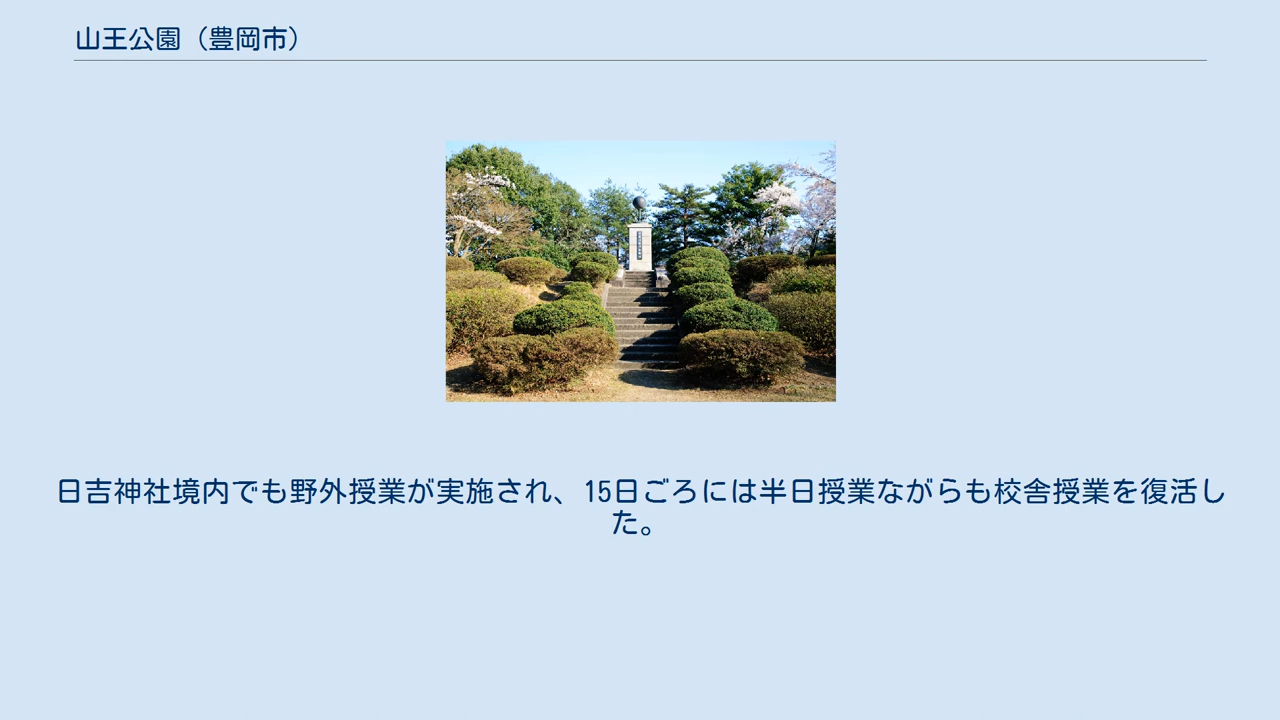 山王公園（豊岡市）
日吉神社境内でも野外授業が実施され、15日ごろには半日授業ながらも校舎授業を復活し
た。